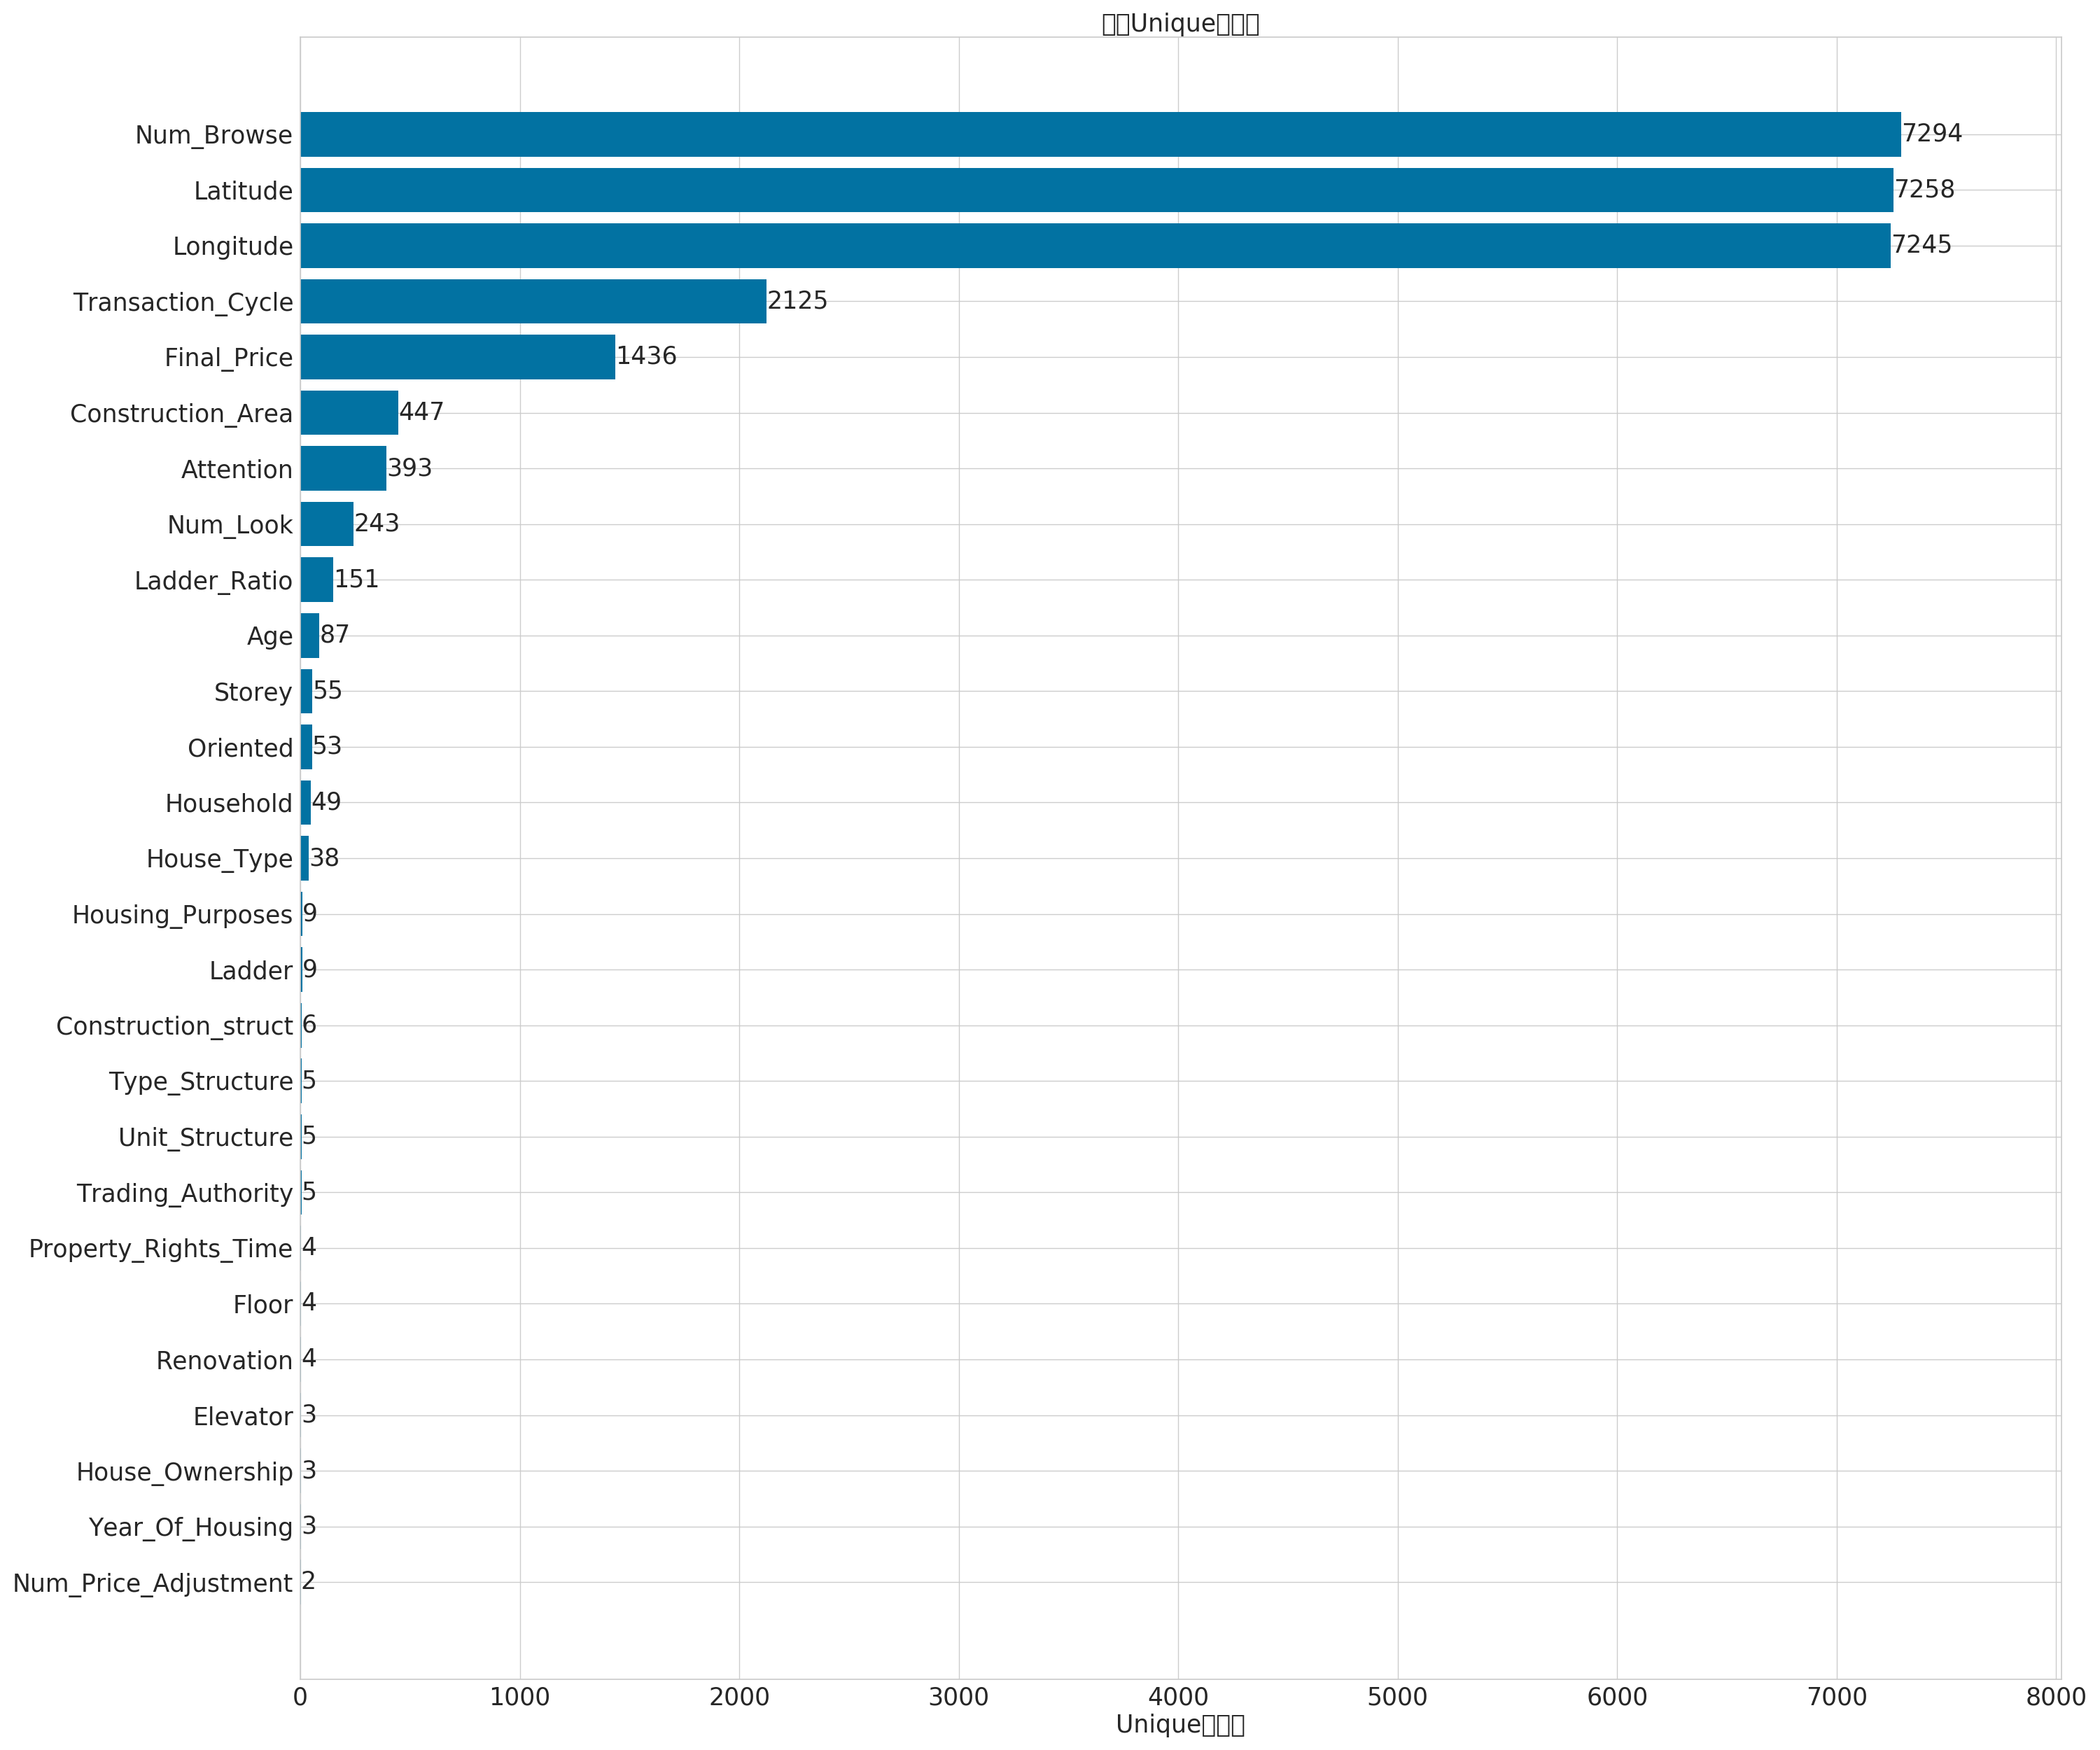 Unique
Num_Browse 7294
Latitude 7258
Longitude 7245
Transaction_Cycle 2125
Final_Price 1436
Construction_Area 447
Attention 393
Num_Look 243
Ladder_Ratio 151
Age 87
Storey 55
Oriented 53
Household 49
House_Type 38
Housing_Purposes 9
Ladder 9
Construction_struct 6
Type_Structure 5
Unit_Structure 5
Trading_Authority 5
Property_Rights_Time 4
Floor 4
Renovation 4
Elevator 3
House_Ownership 3
Year_Of_Housing 3
Num_Price_Adjustment 2
0 1000 2000 3000 4000 5000 6000 7000 8000
Unique